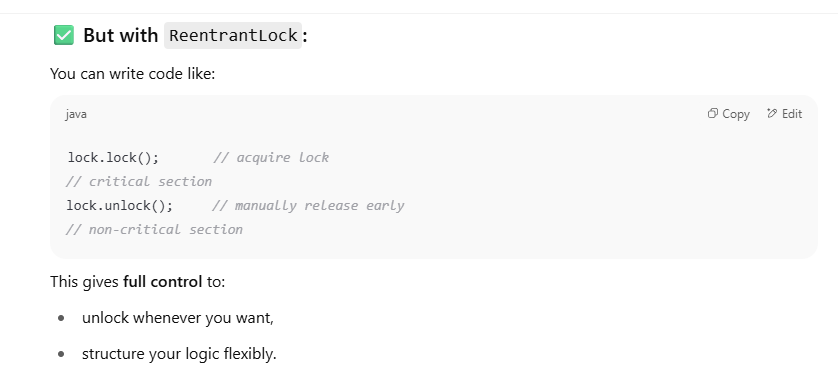 ✅ But with ReentrantLock:
You can write code like:
java Copy Edit
lock.lock();       // acquire lock
// critical section
lock.unlock();     // manually release early
// non-critical section
This gives full control to:
• unlock whenever you want,
• structure your logic flexibly.